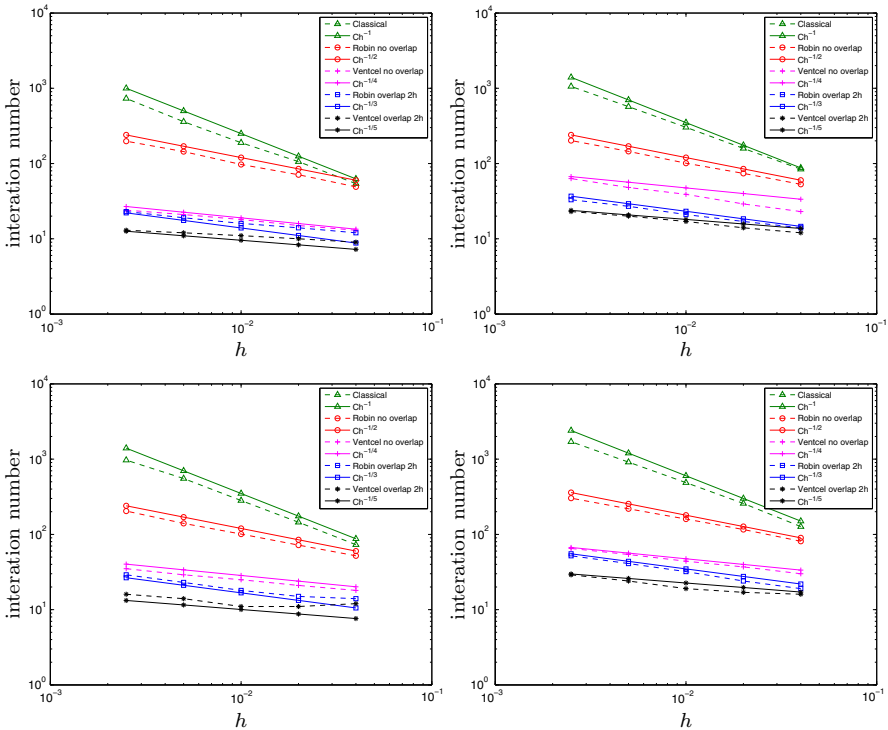 10^4
10^3
10^2
10^1
10^0
10^-3
10^-2
10^-1
interation number
h
Classical
Ch^-1
Robin no overlap
Ch^-1/2
Ventcel no overlap
Ch^-1/4
Robin overlap 2h
Ch^-1/3
Ventcel overlap 2h
Ch^-1/5
10^4
10^3
10^2
10^1
10^0
10^-3
10^-2
10^-1
interation number
h
Classical
Ch^-1
Robin no overlap
Ch^-1/2
Ventcel no overlap
Ch^-1/4
Robin overlap 2h
Ch^-1/3
Ventcel overlap 2h
Ch^-1/5
10^4
10^3
10^2
10^1
10^0
10^-3
10^-2
10^-1
interation number
h
Classical
Ch^-1
Robin no overlap
Ch^-1/2
Ventcel no overlap
Ch^-1/4
Robin overlap 2h
Ch^-1/3
Ventcel overlap 2h
Ch^-1/5
10^4
10^3
10^2
10^1
10^0
10^-3
10^-2
10^-1
interation number
h
Classical
Ch^-1
Robin no overlap
Ch^-1/2
Ventcel no overlap
Ch^-1/4
Robin overlap 2h
Ch^-1/3
Ventcel overlap 2h
Ch^-1/5